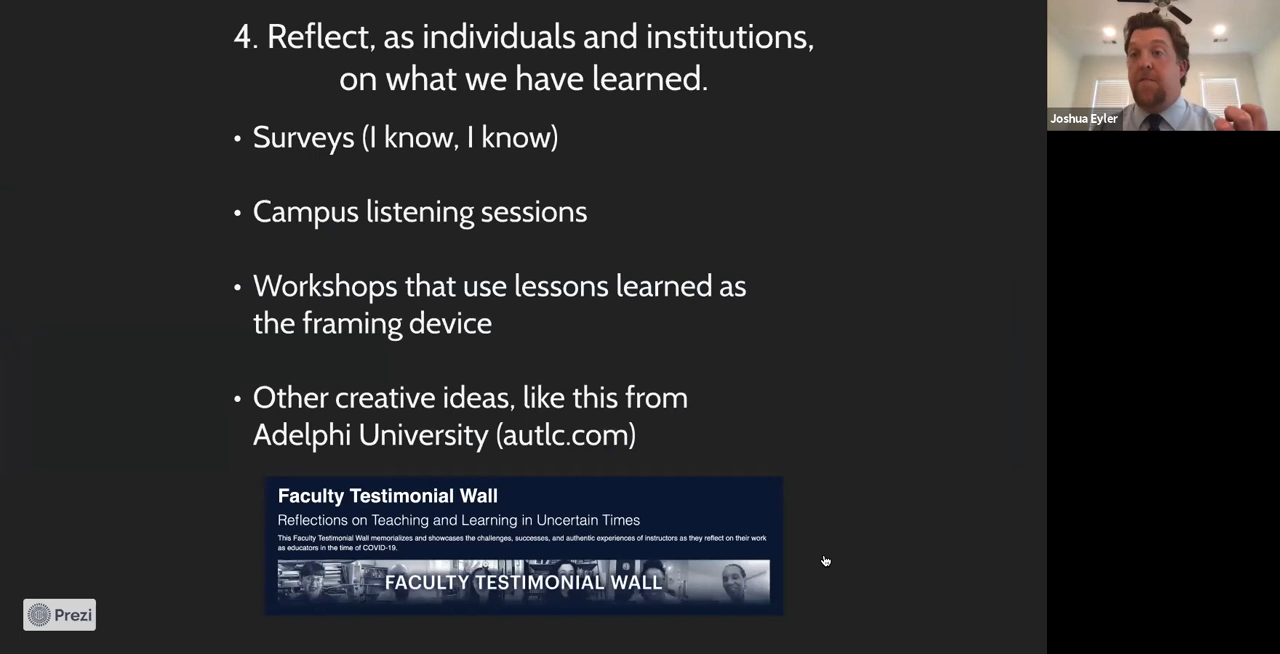 4. Reflect, as individuals and institutions,
on what we have learned.
• Surveys (I know, I know)
• Campus listening sessions
• Workshops that use lessons learned as
the framing device
• Other creative ideas, like this from
Adelphi University (autlc.com)
Faculty Testimonial Wall
Reflections on Teaching and Learning in Uncertain Times
This Faculty Testimonial Wall memorializes and showcases the challenges, successes, and authentic experiences of instructors as they reflect on their work
as educators in the time of COVID-19.
FACULTY TESTIMONIAL WALL
Prezi
Joshua Eyler